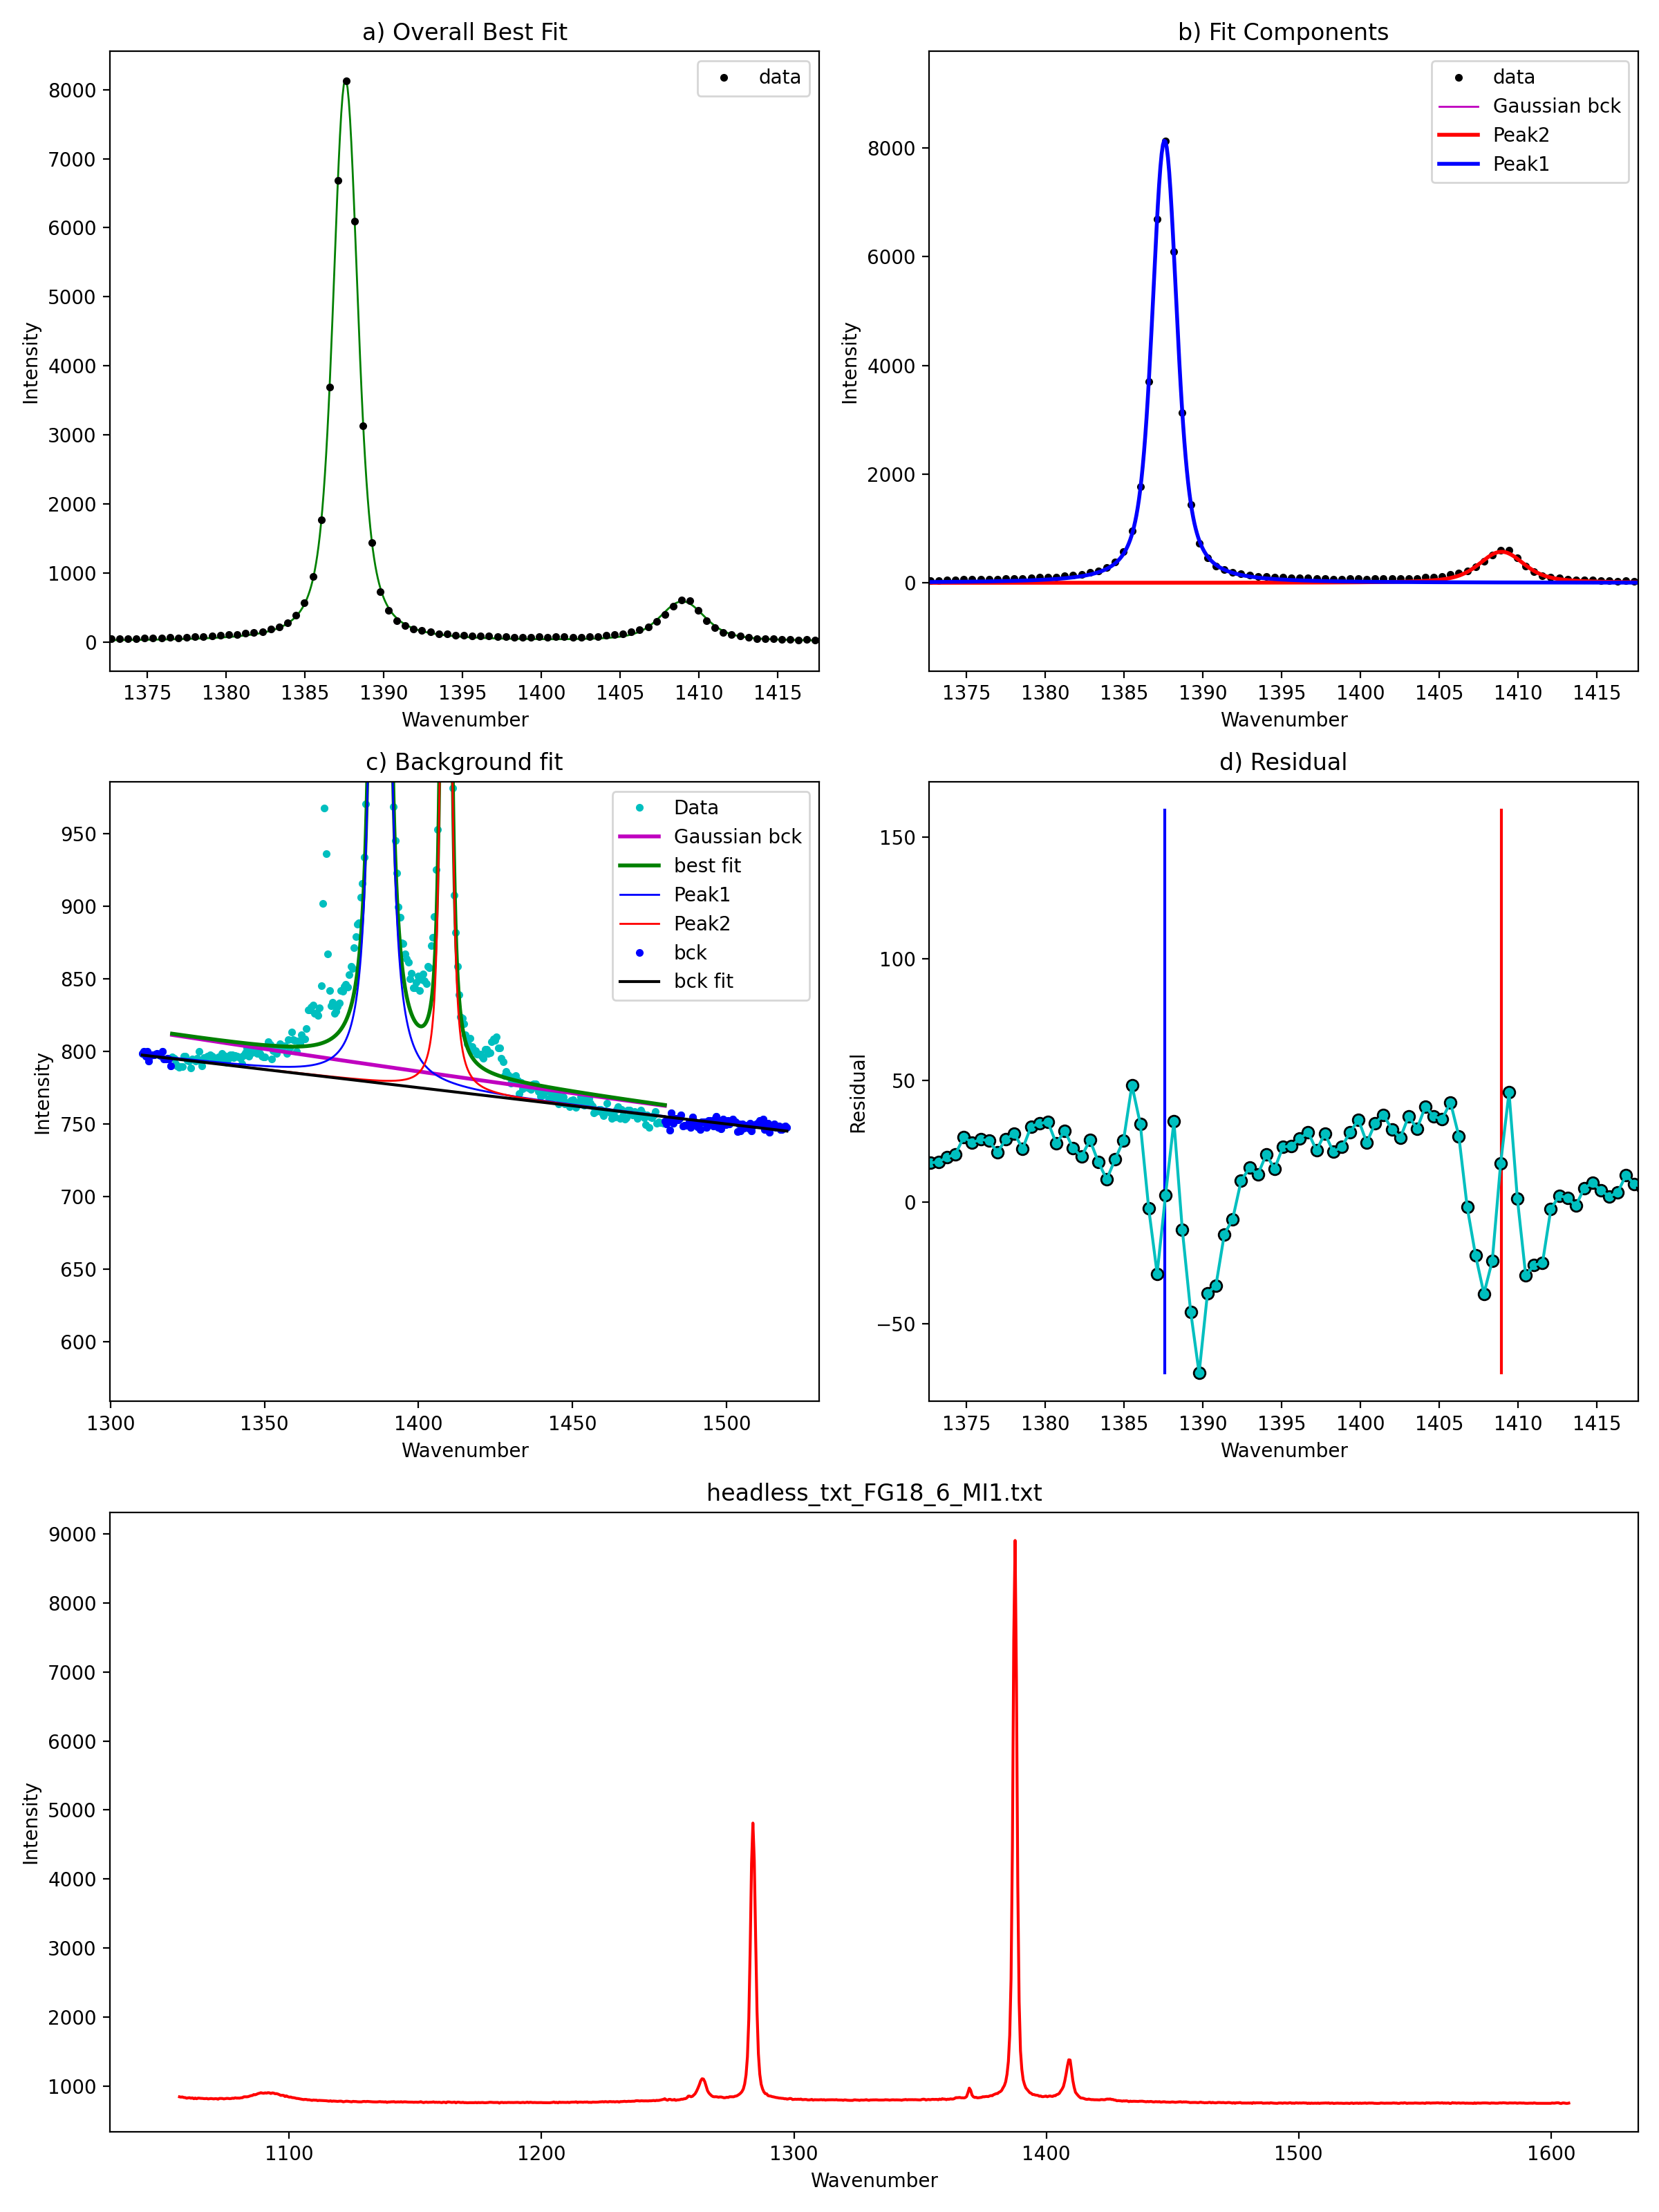 a) Overall Best Fit
data
8000
7000
6000
5000
4000
3000
2000
1000
0
Intensity
1375 1380 1385 1390 1395 1400 1405 1410 1415
Wavenumber
b) Fit Components
data
Gaussian bck
Peak2
Peak1
8000
6000
4000
2000
0
Intensity
1375 1380 1385 1390 1395 1400 1405 1410 1415
Wavenumber
c) Background fit
Data
Gaussian bck
best fit
Peak1
Peak2
bck
bck fit
950
900
850
800
750
700
650
600
Intensity
1300 1350 1400 1450 1500
Wavenumber
d) Residual
150
100
50
0
−50
Residual
1375 1380 1385 1390 1395 1400 1405 1410 1415
Wavenumber
headless_txt_FG18_6_MI1.txt
9000
8000
7000
6000
5000
4000
3000
2000
1000
Intensity
1100 1200 1300 1400 1500 1600
Wavenumber